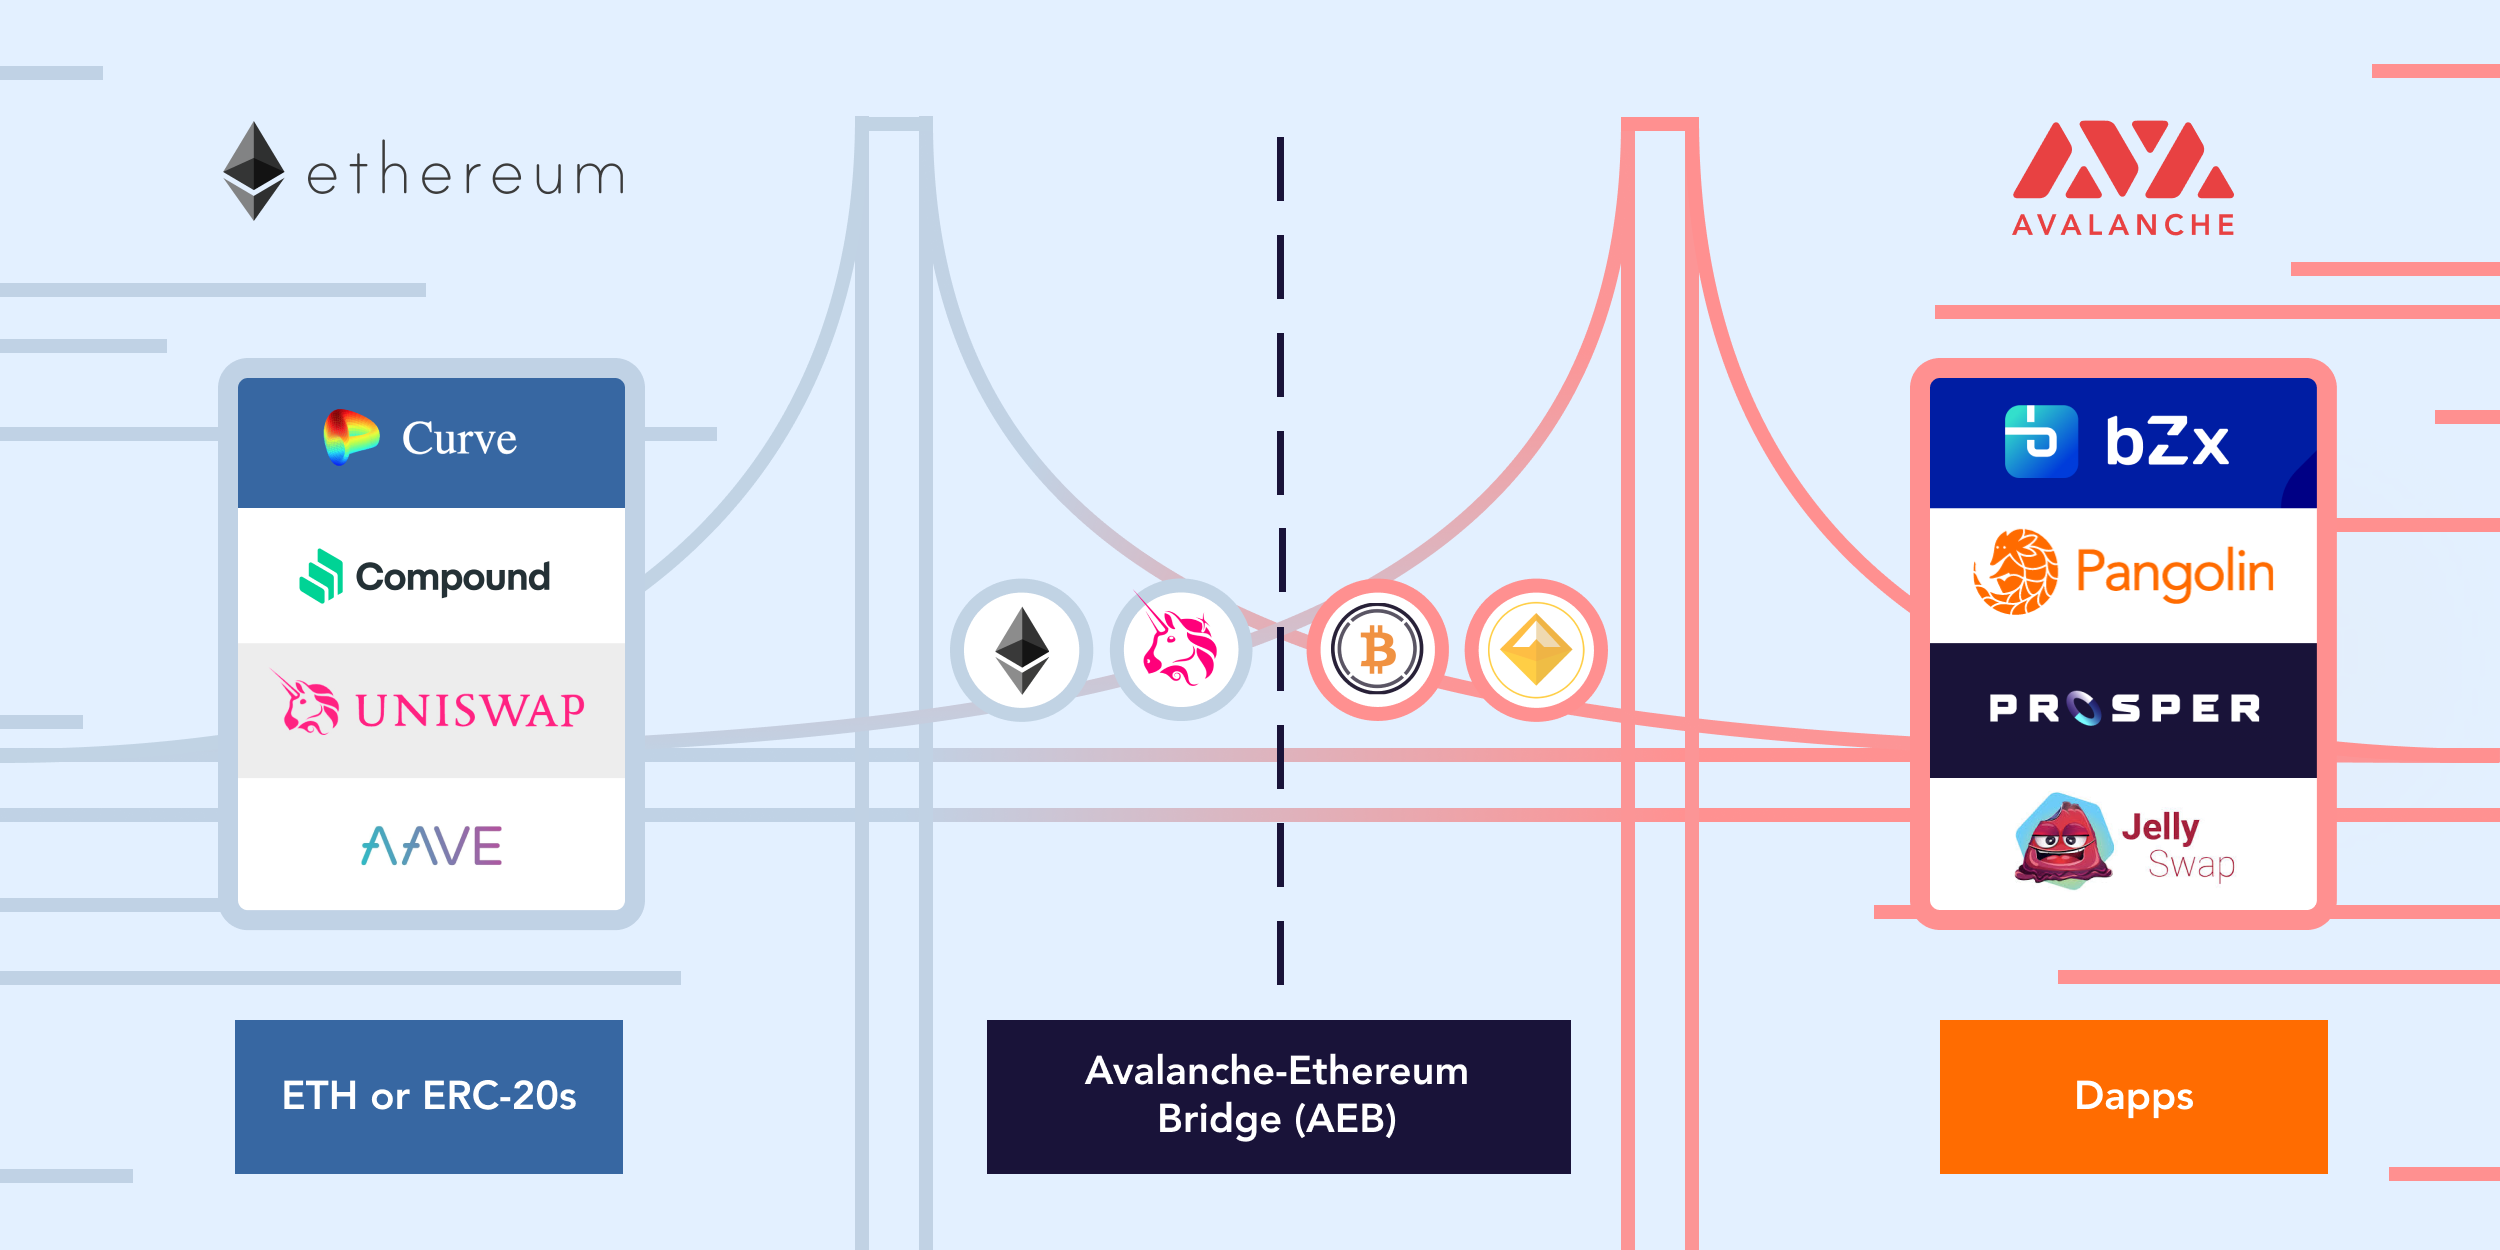 ethereum
AVALANCHE
Curve
Compound
UNISWAP
AAVE
bZx
Pangolin
PROSPER
Jelly
Swap
ETH or ERC-20s
Avalanche-Ethereum
Bridge (AEB)
Dapps